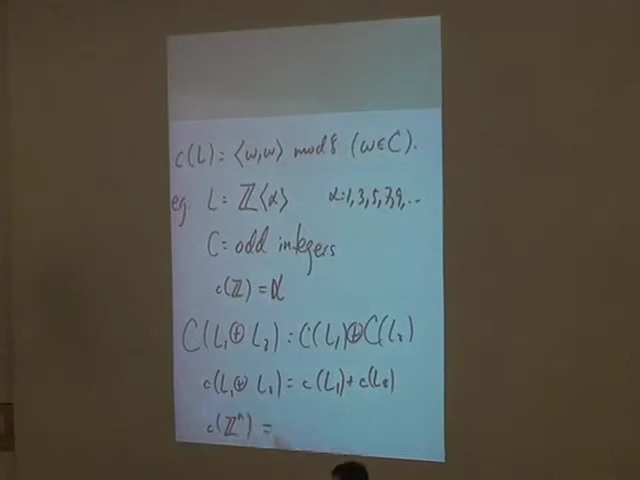 c(L) = ⟨w,w⟩ mod 8 (w∈C).
eg. L = ℤ⟨α⟩ α=1,3,5,7,9,...
C = odd integers
c(ℤ) = α
C(L₁⊕L₂) = C(L₁)⊕C(L₂)
c(L₁⊕L₂) = c(L₁)+c(L₂)
c(ℤⁿ) =